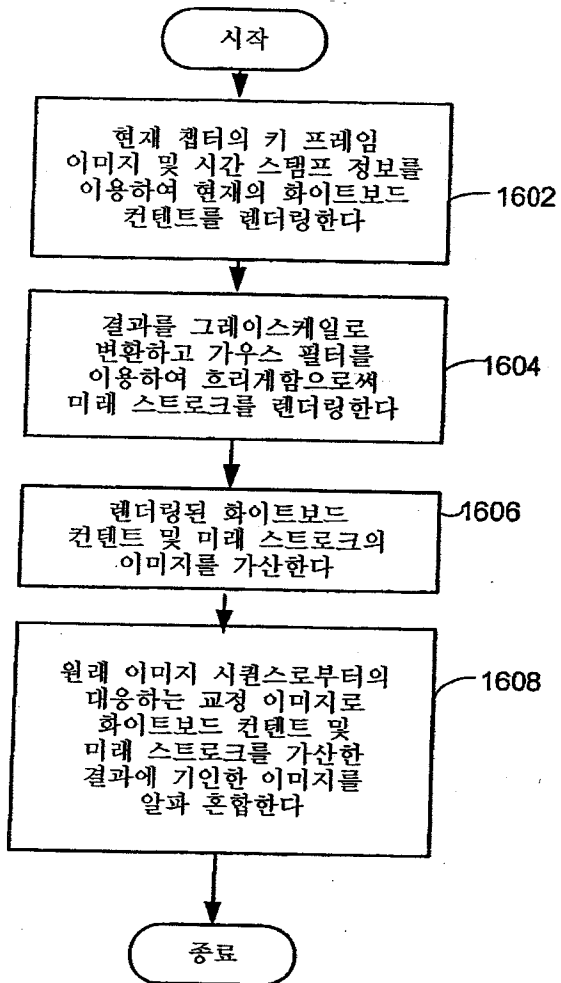 시작
현재 챕터의 키 프레임
이미지 및 시간 스탬프 정보를
이용하여 현재의 화이트보드
컨텐트를 렌더링한다
1602
결과를 그레이스케일로
변환하고 가우스 필터를
이용하여 흐리게함으로써
미래 스트로크를 렌더링한다
1604
렌더링된 화이트보드
컨텐트 및 미래 스트로크의
이미지를 가산한다
1606
원래 이미지 시퀀스로부터의
대응하는 교정 이미지로
화이트보드 컨텐트 및
미래 스트로크를 가산한
결과에 기인한 이미지를
알파 혼합한다
1608
종료